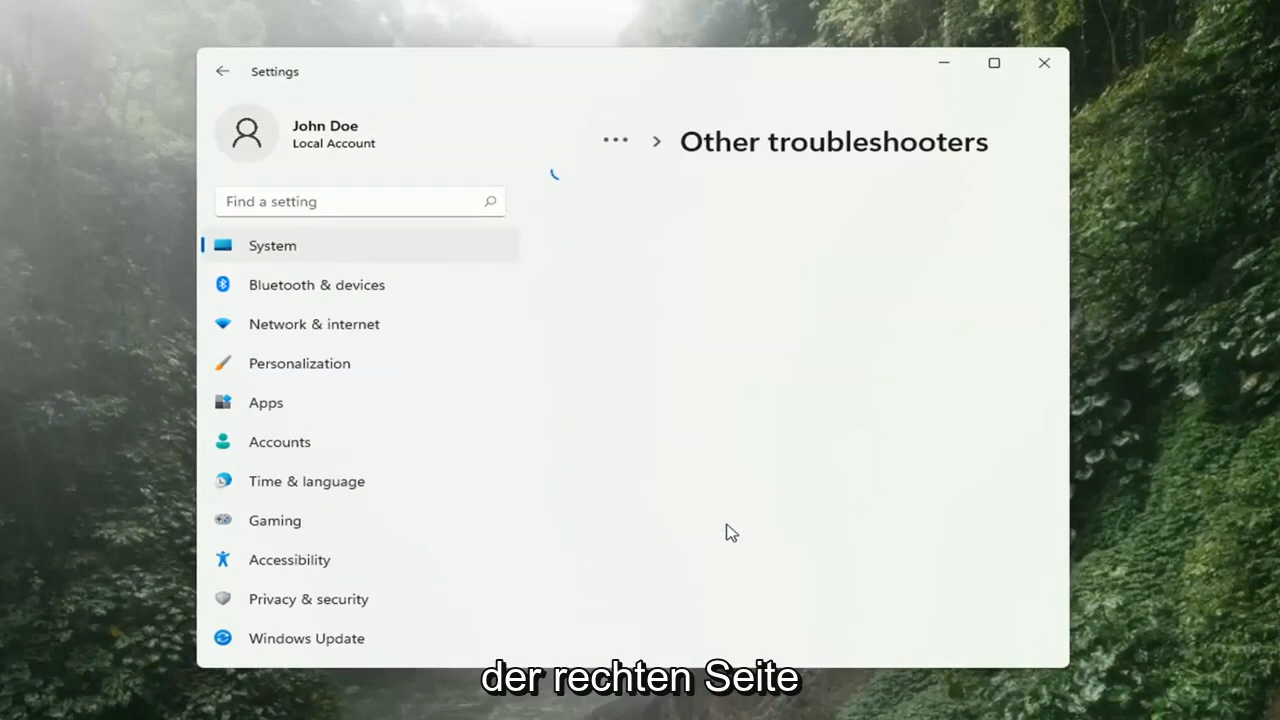 Settings
John Doe
Local Account
Other troubleshooters
Find a setting
System
Bluetooth & devices
Network & internet
Personalization
Apps
Accounts
Time & language
Gaming
Accessibility
Privacy & security
Windows Update
der rechten Seite